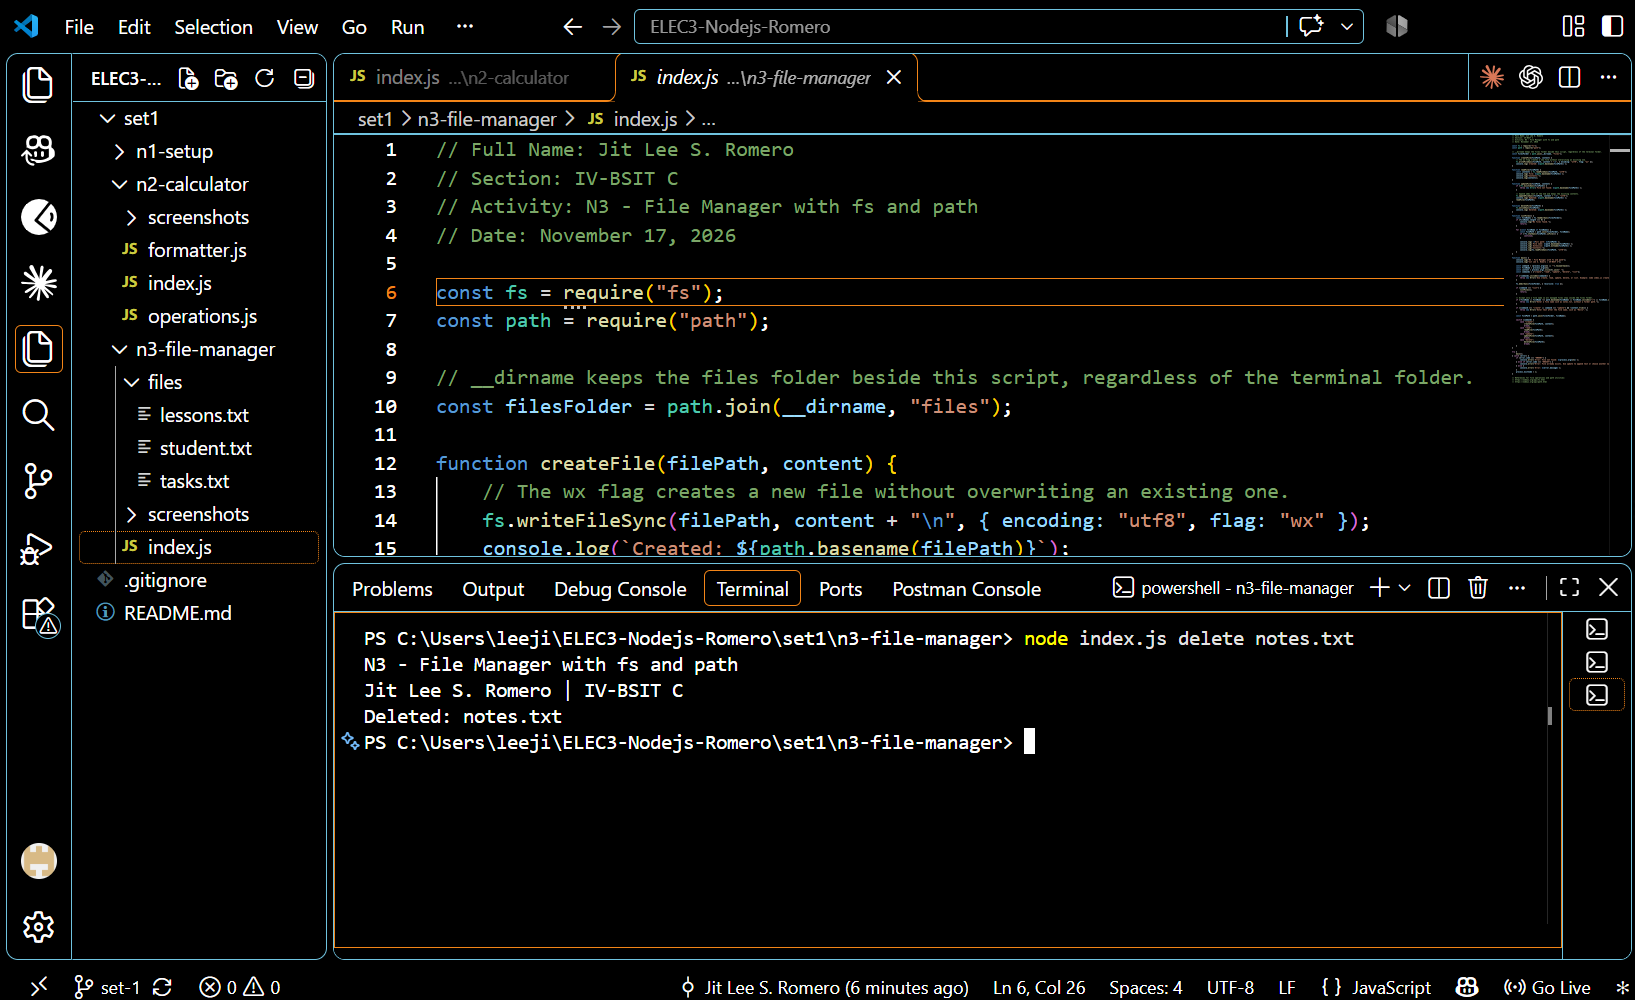 File Edit Selection View Go Run ··· ELEC3-Nodejs-Romero
ELEC3-...
set1
n1-setup
n2-calculator
screenshots
JS formatter.js
JS index.js
JS operations.js
n3-file-manager
files
lessons.txt
student.txt
tasks.txt
screenshots
JS index.js
.gitignore
README.md
JS index.js ...\n2-calculator
JS index.js ...\n3-file-manager
set1 > n3-file-manager > JS index.js > ...
1 // Full Name: Jit Lee S. Romero
2 // Section: IV-BSIT C
3 // Activity: N3 - File Manager with fs and path
4 // Date: November 17, 2026
5
6 const fs = require("fs");
7 const path = require("path");
8
9 // __dirname keeps the files folder beside this script, regardless of the terminal folder.
10 const filesFolder = path.join(__dirname, "files");
11
12 function createFile(filePath, content) {
13 // The wx flag creates a new file without overwriting an existing one.
14 fs.writeFileSync(filePath, content + "\n", { encoding: "utf8", flag: "wx" });
15 console.log(`Created: ${path.basename(filePath)}`);
Problems Output Debug Console Terminal Ports Postman Console powershell - n3-file-manager
PS C:\Users\leeji\ELEC3-Nodejs-Romero\set1\n3-file-manager> node index.js delete notes.txt
N3 - File Manager with fs and path
Jit Lee S. Romero | IV-BSIT C
Deleted: notes.txt
PS C:\Users\leeji\ELEC3-Nodejs-Romero\set1\n3-file-manager>
set-1 0 0 Jit Lee S. Romero (6 minutes ago) Ln 6, Col 26 Spaces: 4 UTF-8 LF { } JavaScript Go Live